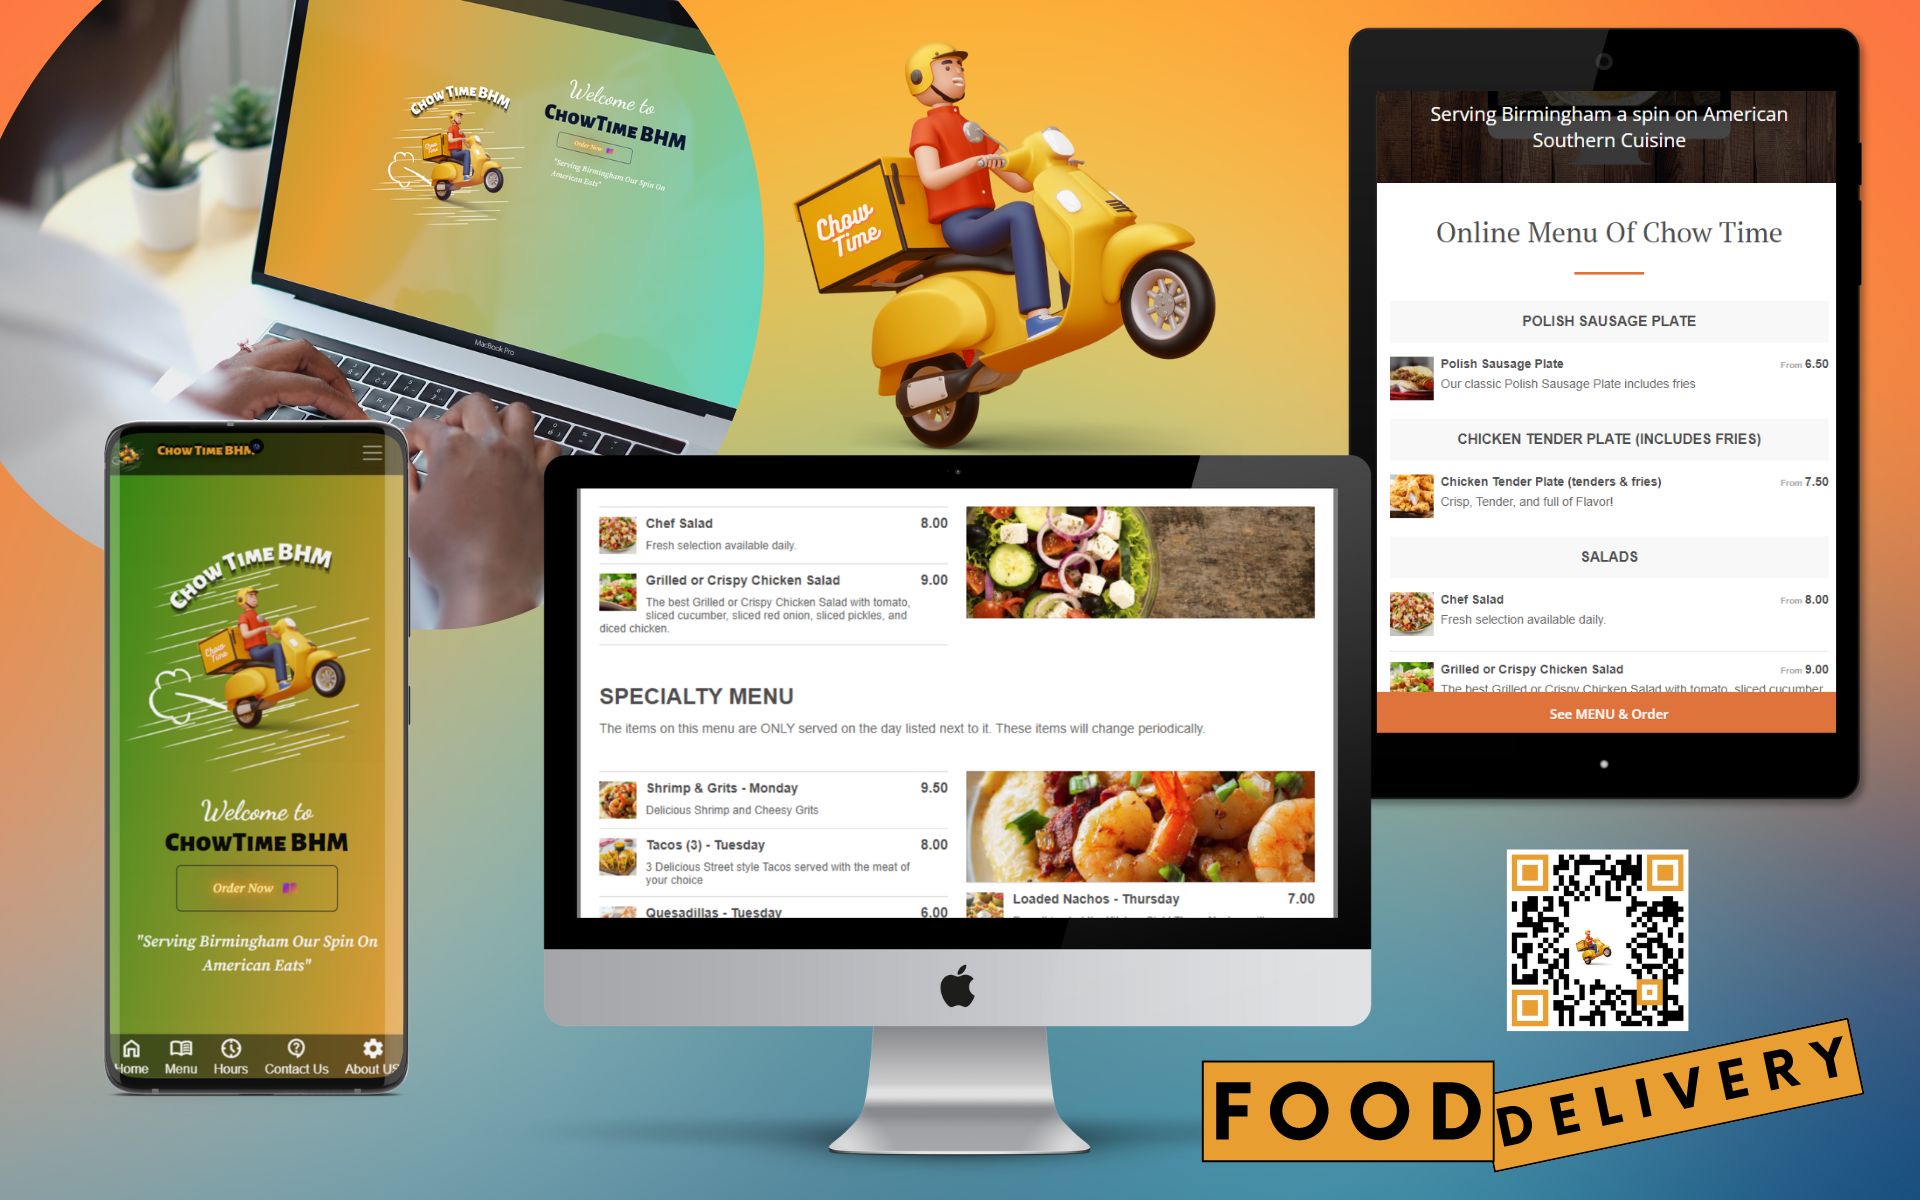 CHOW TIME BHM
Chow
Time
Welcome to
CHOWTIME BHM
Order Now
"Serving Birmingham Our Spin On
American Eats"
MacBook Pro
Chow
Time
Serving Birmingham a spin on American
Southern Cuisine
Online Menu Of Chow Time
POLISH SAUSAGE PLATE
Polish Sausage Plate From 6.50
Our classic Polish Sausage Plate includes fries
CHICKEN TENDER PLATE (INCLUDES FRIES)
Chicken Tender Plate (tenders & fries) From 7.50
Crisp, Tender, and full of Flavor!
SALADS
Chef Salad From 8.00
Fresh selection available daily.
Grilled or Crispy Chicken Salad From 9.00
The best Grilled or Crispy Chicken Salad with tomato, sliced cucumber
See MENU & Order
CHOW TIME BHM
CHOW TIME BHM
Chow
Time
Welcome to
CHOWTIME BHM
Order Now
"Serving Birmingham Our Spin On
American Eats"
Home Menu Hours Contact Us About US
Chef Salad 8.00
Fresh selection available daily.
Grilled or Crispy Chicken Salad 9.00
The best Grilled or Crispy Chicken Salad with tomato,
sliced cucumber, sliced red onion, sliced pickles, and
diced chicken.
SPECIALTY MENU
The items on this menu are ONLY served on the day listed next to it. These items will change periodically.
Shrimp & Grits - Monday 9.50
Delicious Shrimp and Cheesy Grits
Tacos (3) - Tuesday 8.00
3 Delicious Street style Tacos served with the meat of
your choice
Quesadillas - Tuesday 6.00
Loaded Nachos - Thursday 7.00
FOOD
DELIVERY